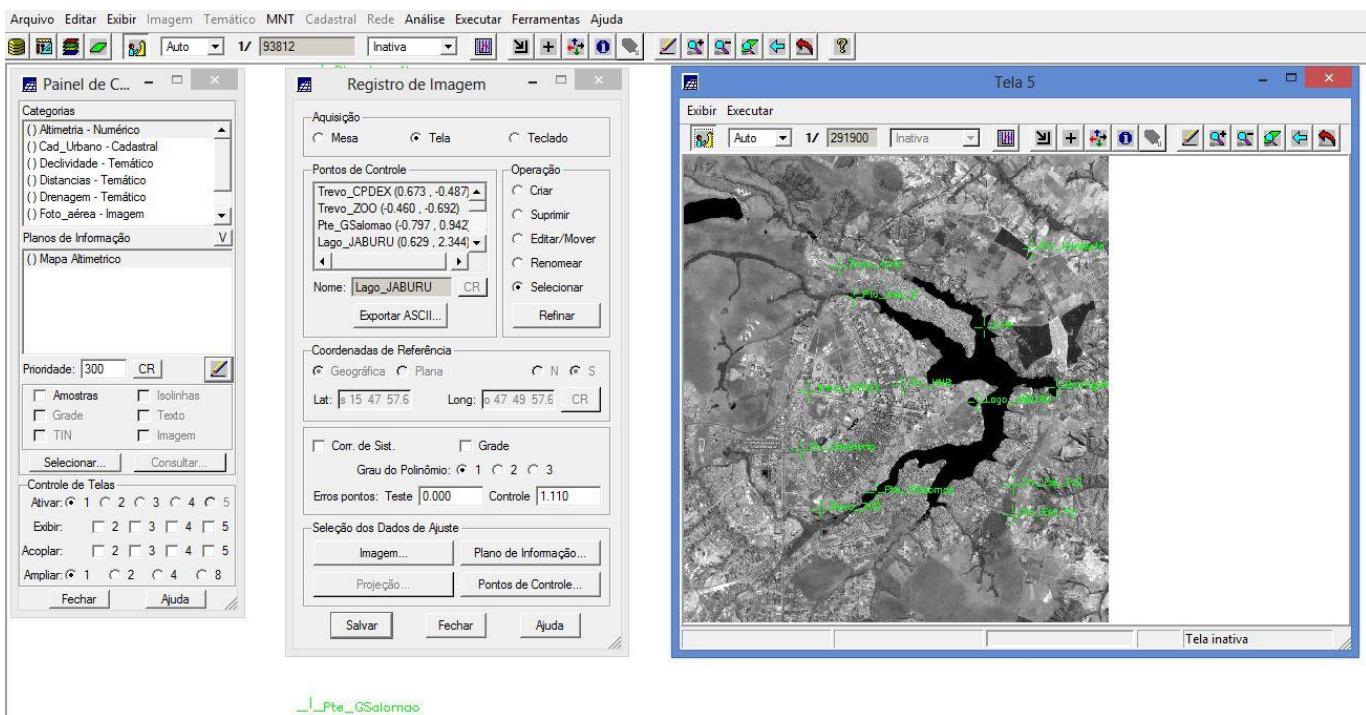 Arquivo Editar Exibir Imagem Temático MNT Cadastral Rede Análise Executar Ferramentas Ajuda
Auto 1/ 93812 Inativa
Painel de C...
Categorias
( ) Altimetria - Numérico
( ) Cad_Urbano - Cadastral
( ) Declividade - Temático
( ) Distancias - Temático
( ) Drenagem - Temático
( ) Foto_aérea - Imagem
Planos de Informação V
( ) Mapa Altimetrico
Prioridade: 300 CR
Amostras Isolinhas
Grade Texto
TIN Imagem
Selecionar... Consultar...
Controle de Telas
Ativar: 1 2 3 4 5
Exibir: 2 3 4 5
Acoplar: 2 3 4 5
Ampliar: 1 2 4 8
Fechar Ajuda
Registro de Imagem
Aquisição
Mesa Tela Teclado
Pontos de Controle
Trevo_CPDEX (0.673 , -0.487)
Trevo_ZOO (-0.460 , -0.692)
Pte_GSalomao (-0.797 , 0.942)
Lago_JABURU (0.629 , 2.344)
Nome: Lago_JABURU CR
Exportar ASCII...
Operação
Criar
Suprimir
Editar/Mover
Renomear
Selecionar
Refinar
Coordenadas de Referência
Geográfica Plana N S
Lat: s 15 47 57.6 Long: o 47 49 57.6 CR
Corr. de Sist. Grade
Grau do Polinômio: 1 2 3
Erros pontos: Teste 0.000 Controle 1.110
Seleção dos Dados de Ajuste
Imagem... Plano de Informação...
Projeção... Pontos de Controle...
Salvar Fechar Ajuda
Tela 5
Exibir Executar
Auto 1/ 291900 Inativa
Lago_JABURU
Pte_GSalomao
Trevo_ZOO
Tela inativa
Pte_GSalomao